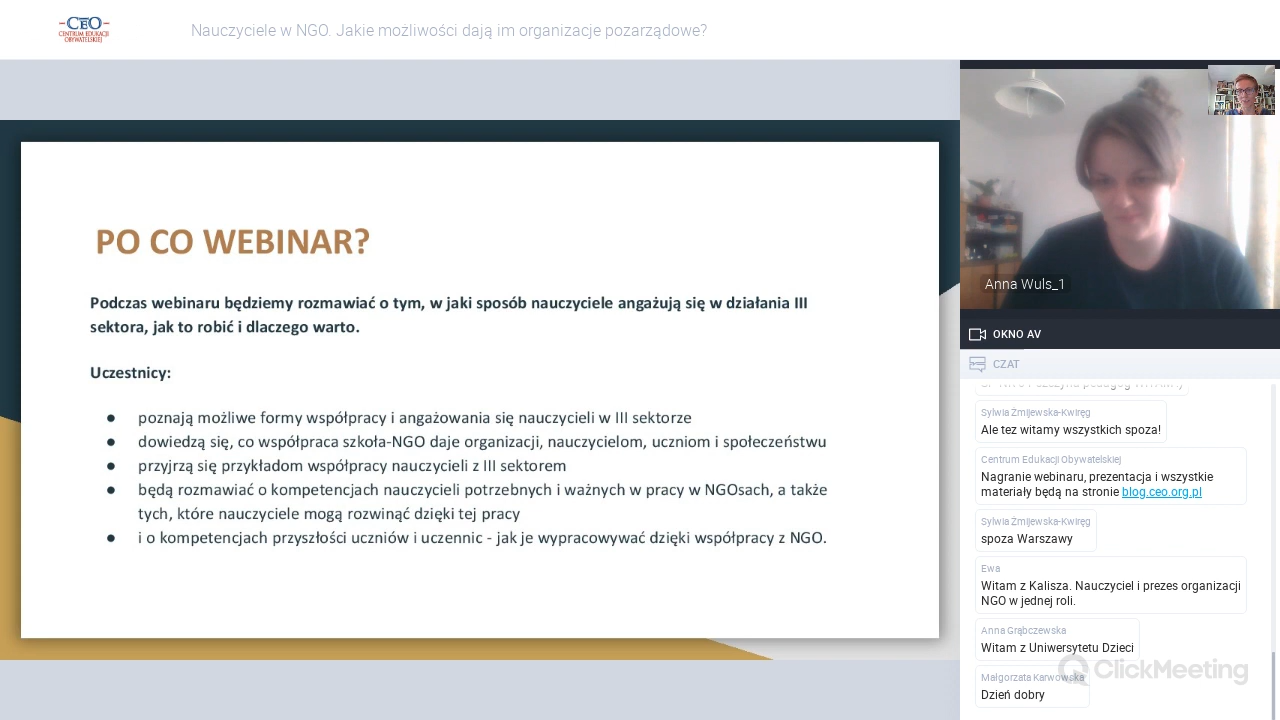 CEO
CENTRUM EDUKACJI
OBYWATELSKIEJ
Nauczyciele w NGO. Jakie możliwości dają im organizacje pozarządowe?
PO CO WEBINAR?
Podczas webinaru będziemy rozmawiać o tym, w jaki sposób nauczyciele angażują się w działania III
sektora, jak to robić i dlaczego warto.
Uczestnicy:
● poznają możliwe formy współpracy i angażowania się nauczycieli w III sektorze
● dowiedzą się, co współpraca szkoła-NGO daje organizacji, nauczycielom, uczniom i społeczeństwu
● przyjrzą się przykładom współpracy nauczycieli z III sektorem
● będą rozmawiać o kompetencjach nauczycieli potrzebnych i ważnych w pracy w NGOsach, a także
tych, które nauczyciele mogą rozwinąć dzięki tej pracy
● i o kompetencjach przyszłości uczniów i uczennic - jak je wypracowywać dzięki współpracy z NGO.
Anna Wuls_1
OKNO AV
CZAT
Sylwia Żmijewska-Kwiręg
Ale tez witamy wszystkich spoza!
Centrum Edukacji Obywatelskiej
Nagranie webinaru, prezentacja i wszystkie
materiały będą na stronie blog.ceo.org.pl
Sylwia Żmijewska-Kwiręg
spoza Warszawy
Ewa
Witam z Kalisza. Nauczyciel i prezes organizacji
NGO w jednej roli.
Anna Grąbczewska
Witam z Uniwersytetu Dzieci
Małgorzata Karwowska
Dzień dobry
ClickMeeting